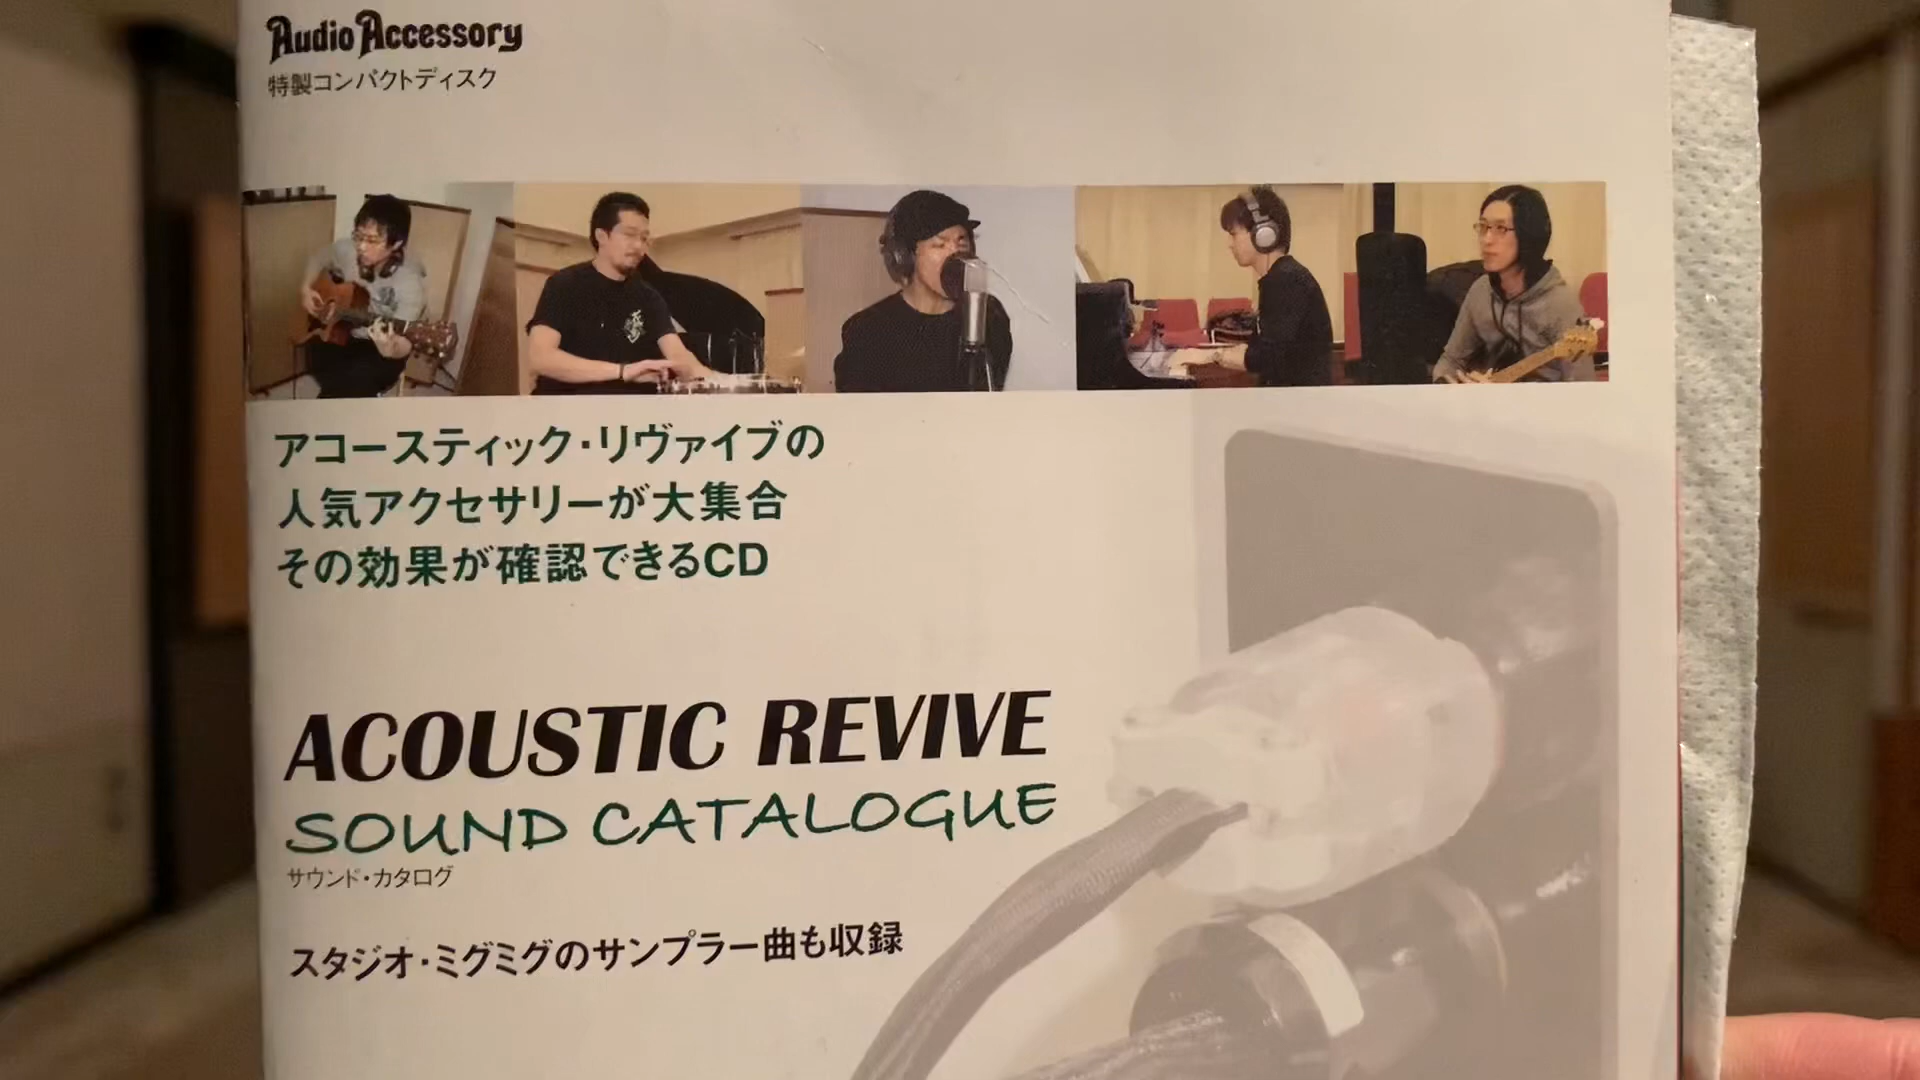 Audio Accessory
特製コンパクトディスク
アコースティック・リヴァイブの
人気アクセサリーが大集合
その効果が確認できるCD
ACOUSTIC REVIVE
SOUND CATALOGUE
サウンド・カタログ
スタジオ・ミグミグのサンプラー曲も収録